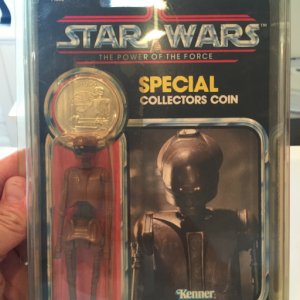 STAR WARS
THE POWER OF THE FORCE
SPECIAL
COLLECTORS COIN
Kenner